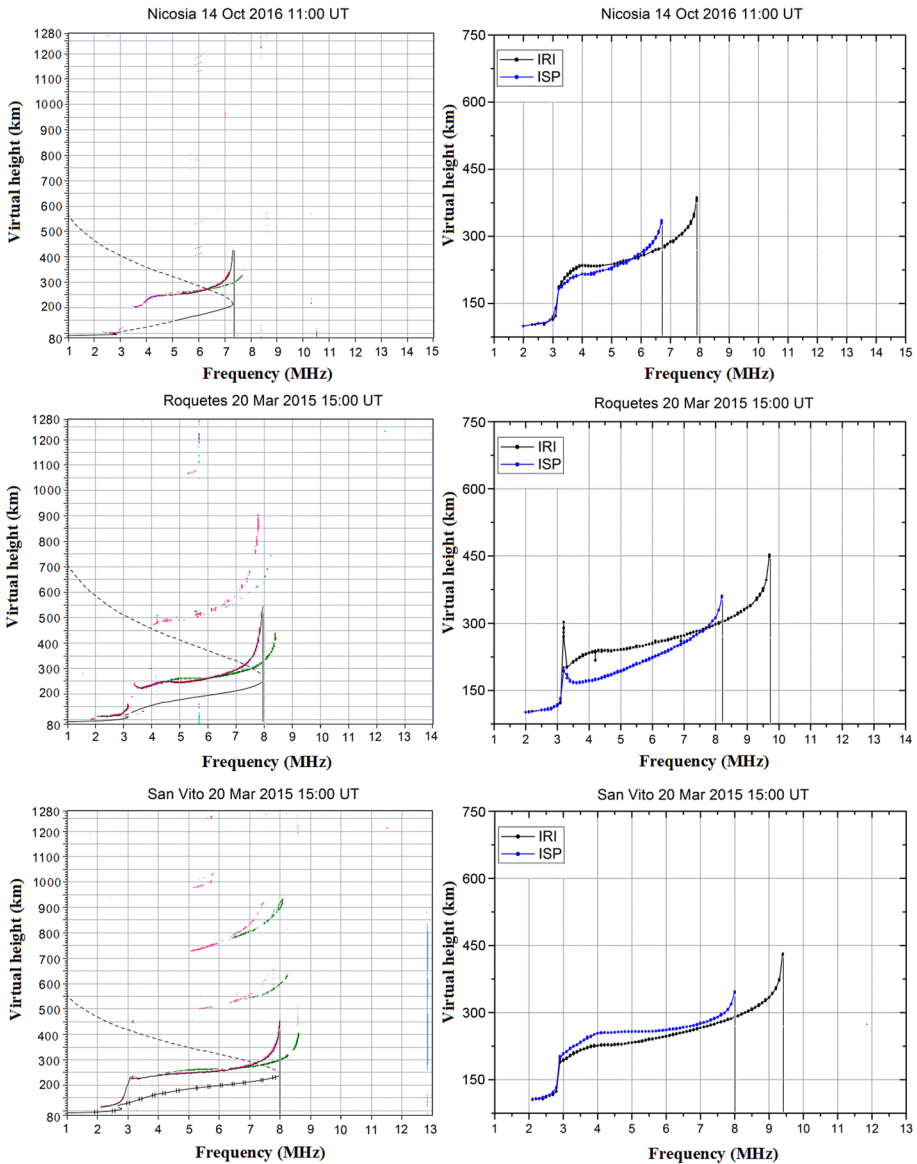 Nicosia 14 Oct 2016 11:00 UT
Virtual height (km)
1280
1200
1100
1000
900
800
700
600
500
400
300
200
80
1 2 3 4 5 6 7 8 9 10 11 12 13 14 15
Frequency (MHz)
Nicosia 14 Oct 2016 11:00 UT
Virtual height (km)
750
600
450
300
150
IRI
ISP
1 2 3 4 5 6 7 8 9 10 11 12 13 14 15
Frequency (MHz)
Roquetes 20 Mar 2015 15:00 UT
Virtual height (km)
1280
1200
1100
1000
900
800
700
600
500
400
300
200
80
1 2 3 4 5 6 7 8 9 10 11 12 13 14
Frequency (MHz)
Roquetes 20 Mar 2015 15:00 UT
Virtual height (km)
750
600
450
300
150
IRI
ISP
1 2 3 4 5 6 7 8 9 10 11 12 13 14
Frequency (MHz)
San Vito 20 Mar 2015 15:00 UT
Virtual height (km)
1280
1200
1100
1000
900
800
700
600
500
400
300
200
80
1 2 3 4 5 6 7 8 9 10 11 12 13
Frequency (MHz)
San Vito 20 Mar 2015 15:00 UT
Virtual height (km)
750
600
450
300
150
IRI
ISP
1 2 3 4 5 6 7 8 9 10 11 12 13
Frequency (MHz)